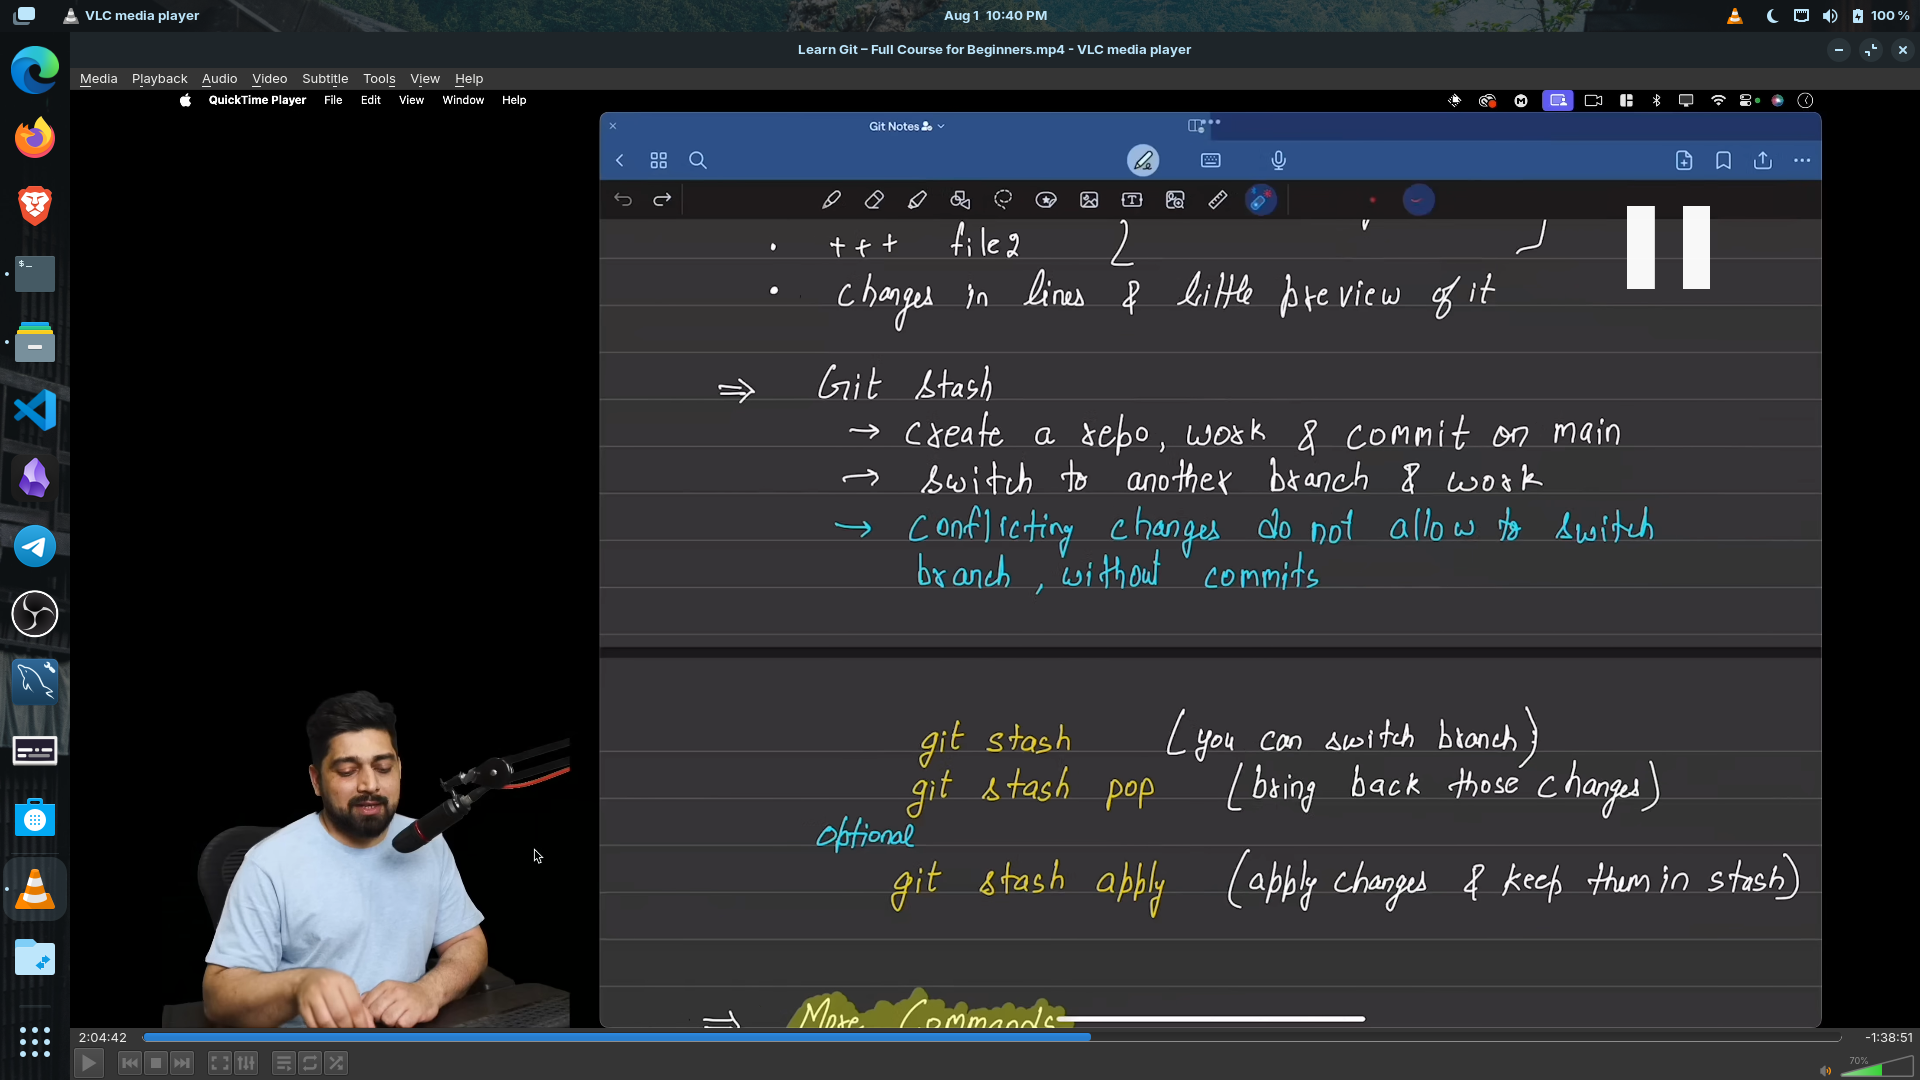 VLC media player
Aug 1 10:40 PM
100 %
Learn Git – Full Course for Beginners.mp4 - VLC media player
Media Playback Audio Video Subtitle Tools View Help
QuickTime Player File Edit View Window Help
Git Notes
+++ file2
changes in lines & little preview of it
⇒ Git stash
→ create a repo, work & commit on main
→ switch to another branch & work
→ conflicting changes do not allow to switch
branch, without commits
git stash (you can switch branch)
git stash pop (bring back those changes)
optional
git stash apply (apply changes & keep them in stash)
⇒ More Commands
2:04:42
-1:38:51
70%